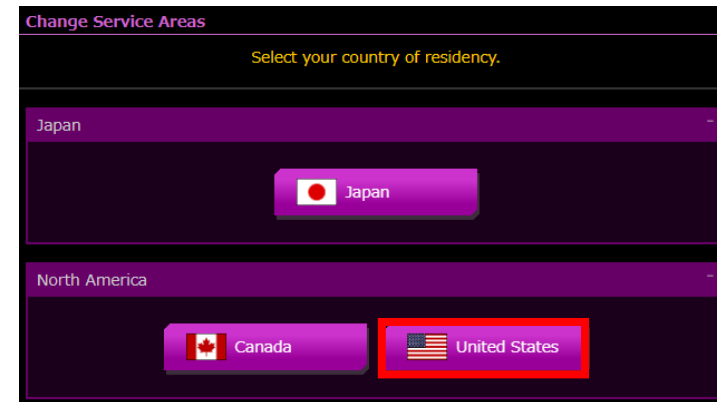 Change Service Areas
Select your country of residency.
Japan
Japan
North America
Canada
United States